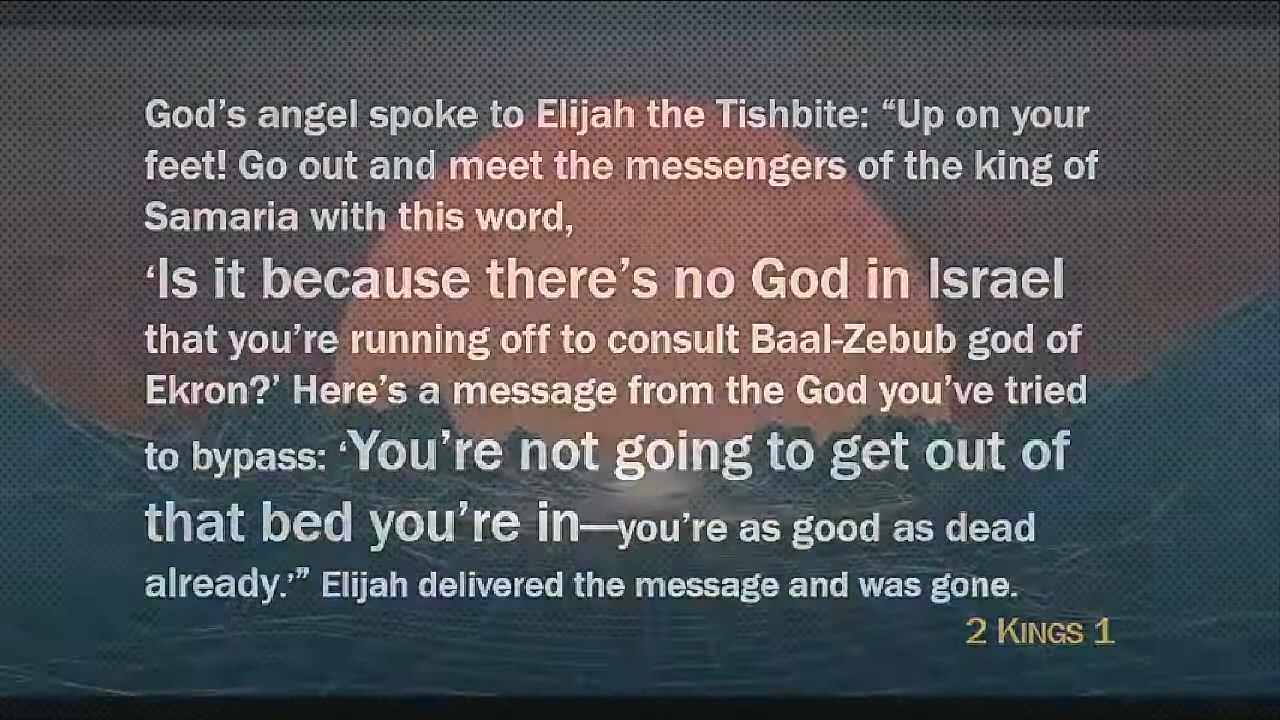 God’s angel spoke to Elijah the Tishbite: “Up on your
feet! Go out and meet the messengers of the king of
Samaria with this word,
‘Is it because there’s no God in Israel
that you’re running off to consult Baal-Zebub god of
Ekron?’ Here’s a message from the God you’ve tried
to bypass: ‘You’re not going to get out of
that bed you’re in—you’re as good as dead
already.’” Elijah delivered the message and was gone.
2 KINGS 1